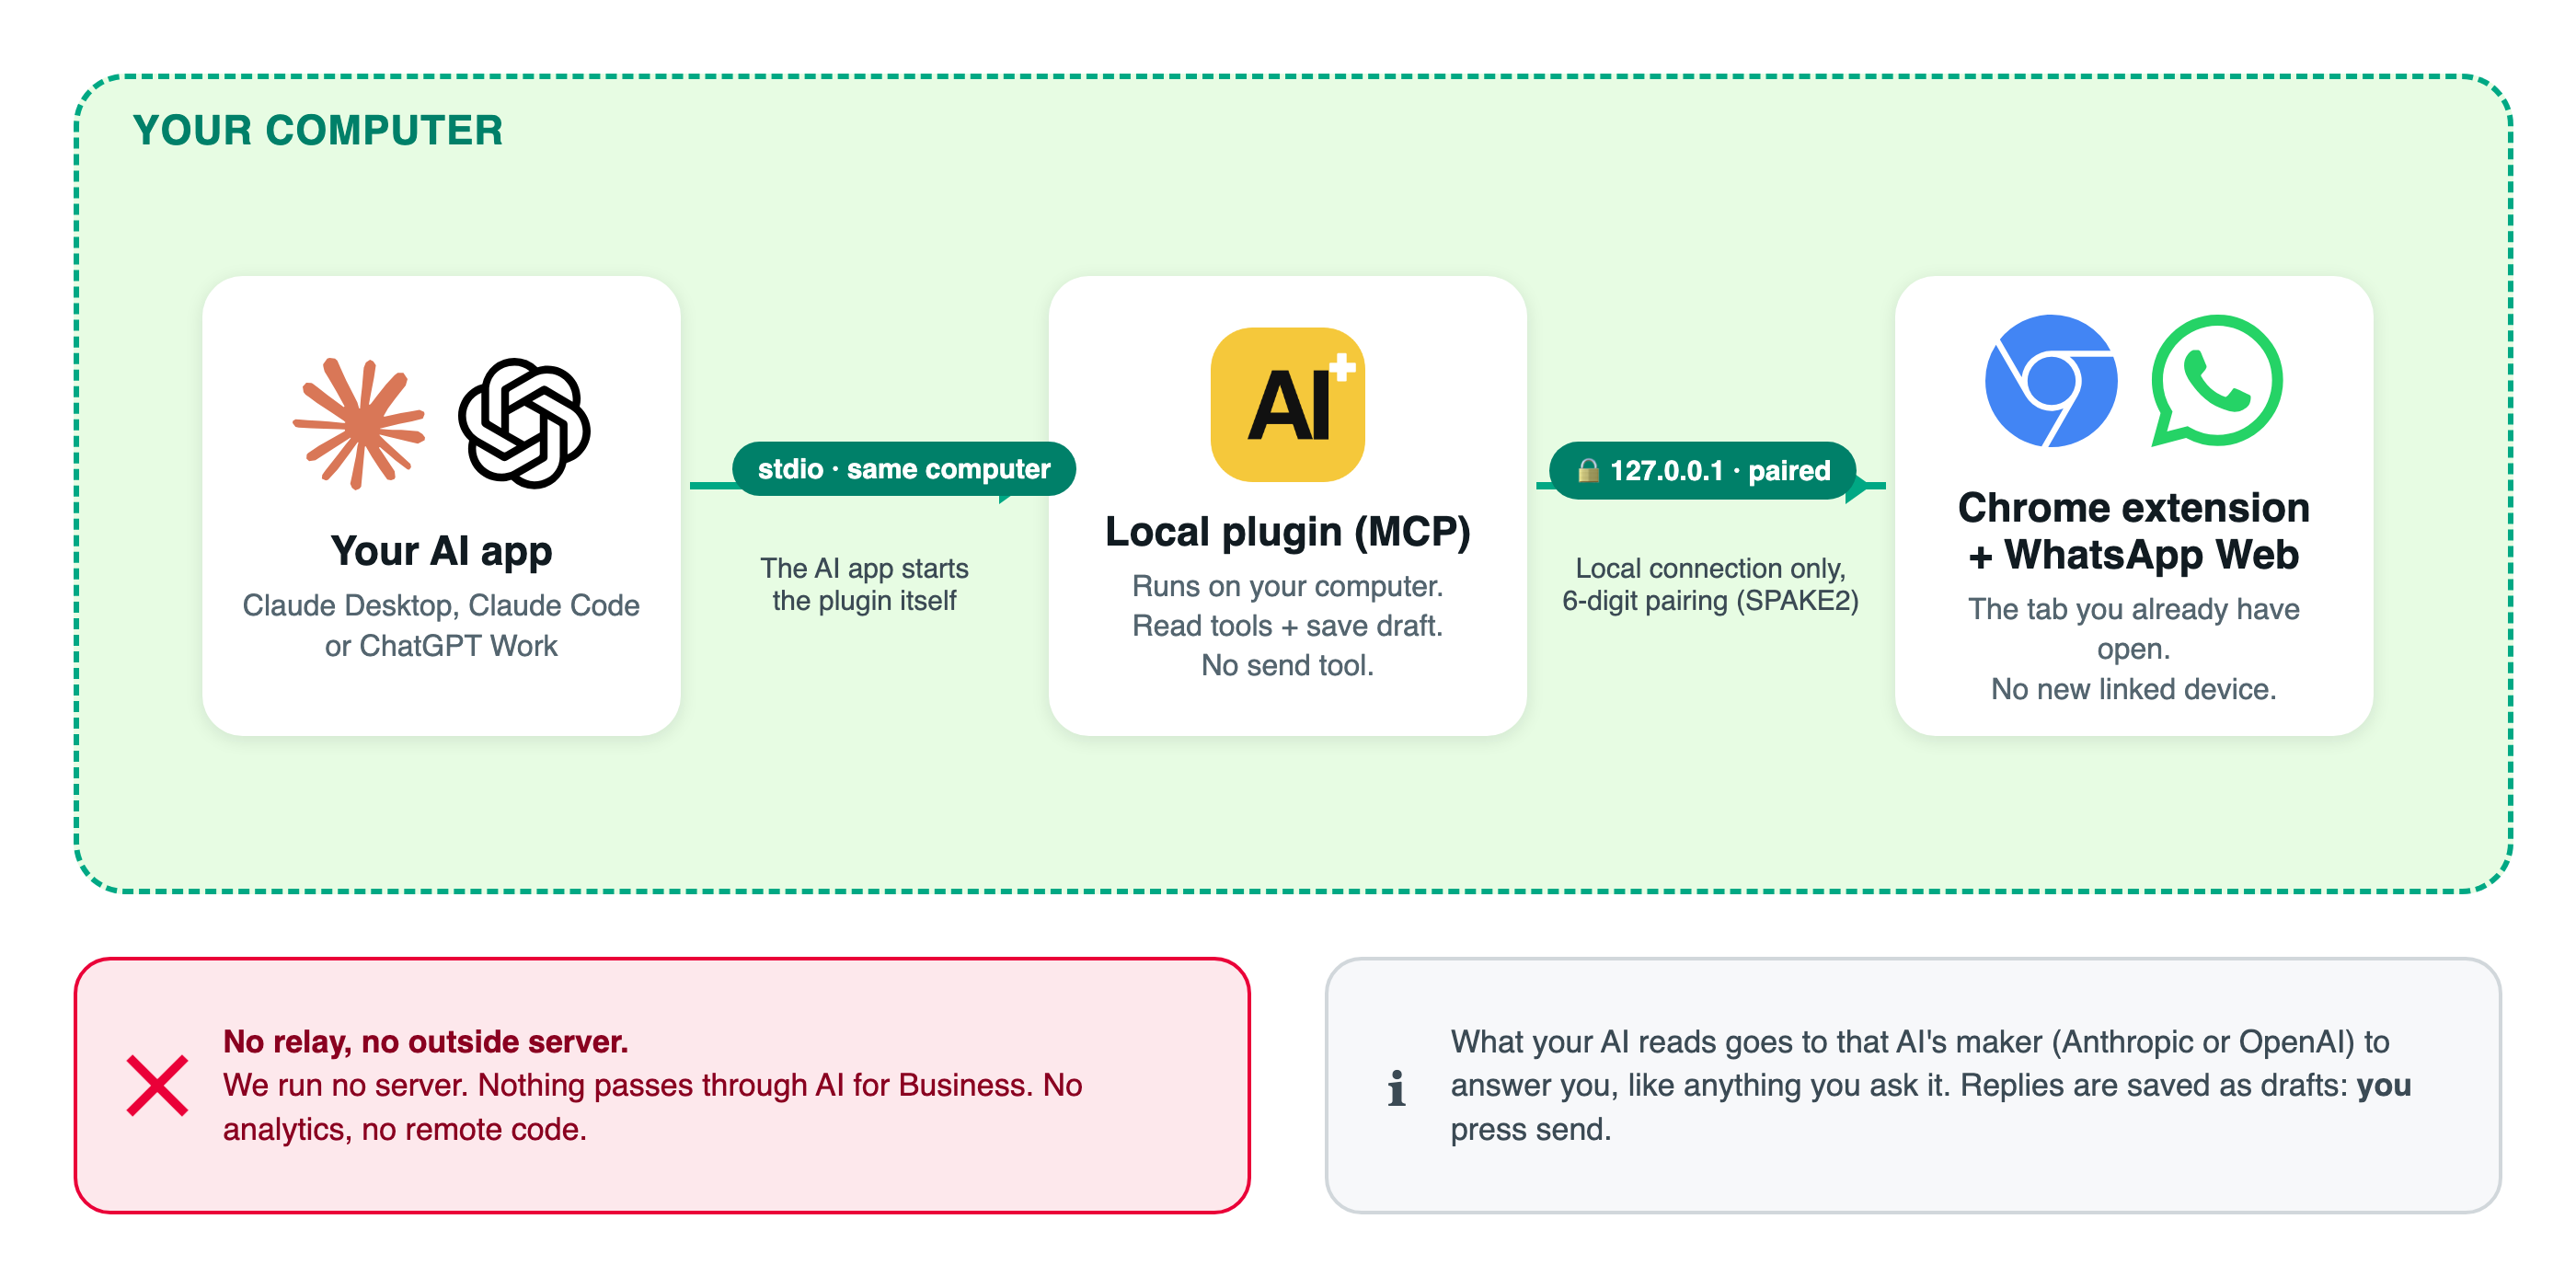 YOUR COMPUTER
Your AI app
Claude Desktop, Claude Code
or ChatGPT Work
stdio · same computer
The AI app starts
the plugin itself
AI+
Local plugin (MCP)
Runs on your computer.
Read tools + save draft.
No send tool.
🔒 127.0.0.1 · paired
Local connection only,
6-digit pairing (SPAKE2)
Chrome extension
+ WhatsApp Web
The tab you already have
open.
No new linked device.
No relay, no outside server.
We run no server. Nothing passes through AI for Business. No
analytics, no remote code.
What your AI reads goes to that AI's maker (Anthropic or OpenAI) to
answer you, like anything you ask it. Replies are saved as drafts: you
press send.